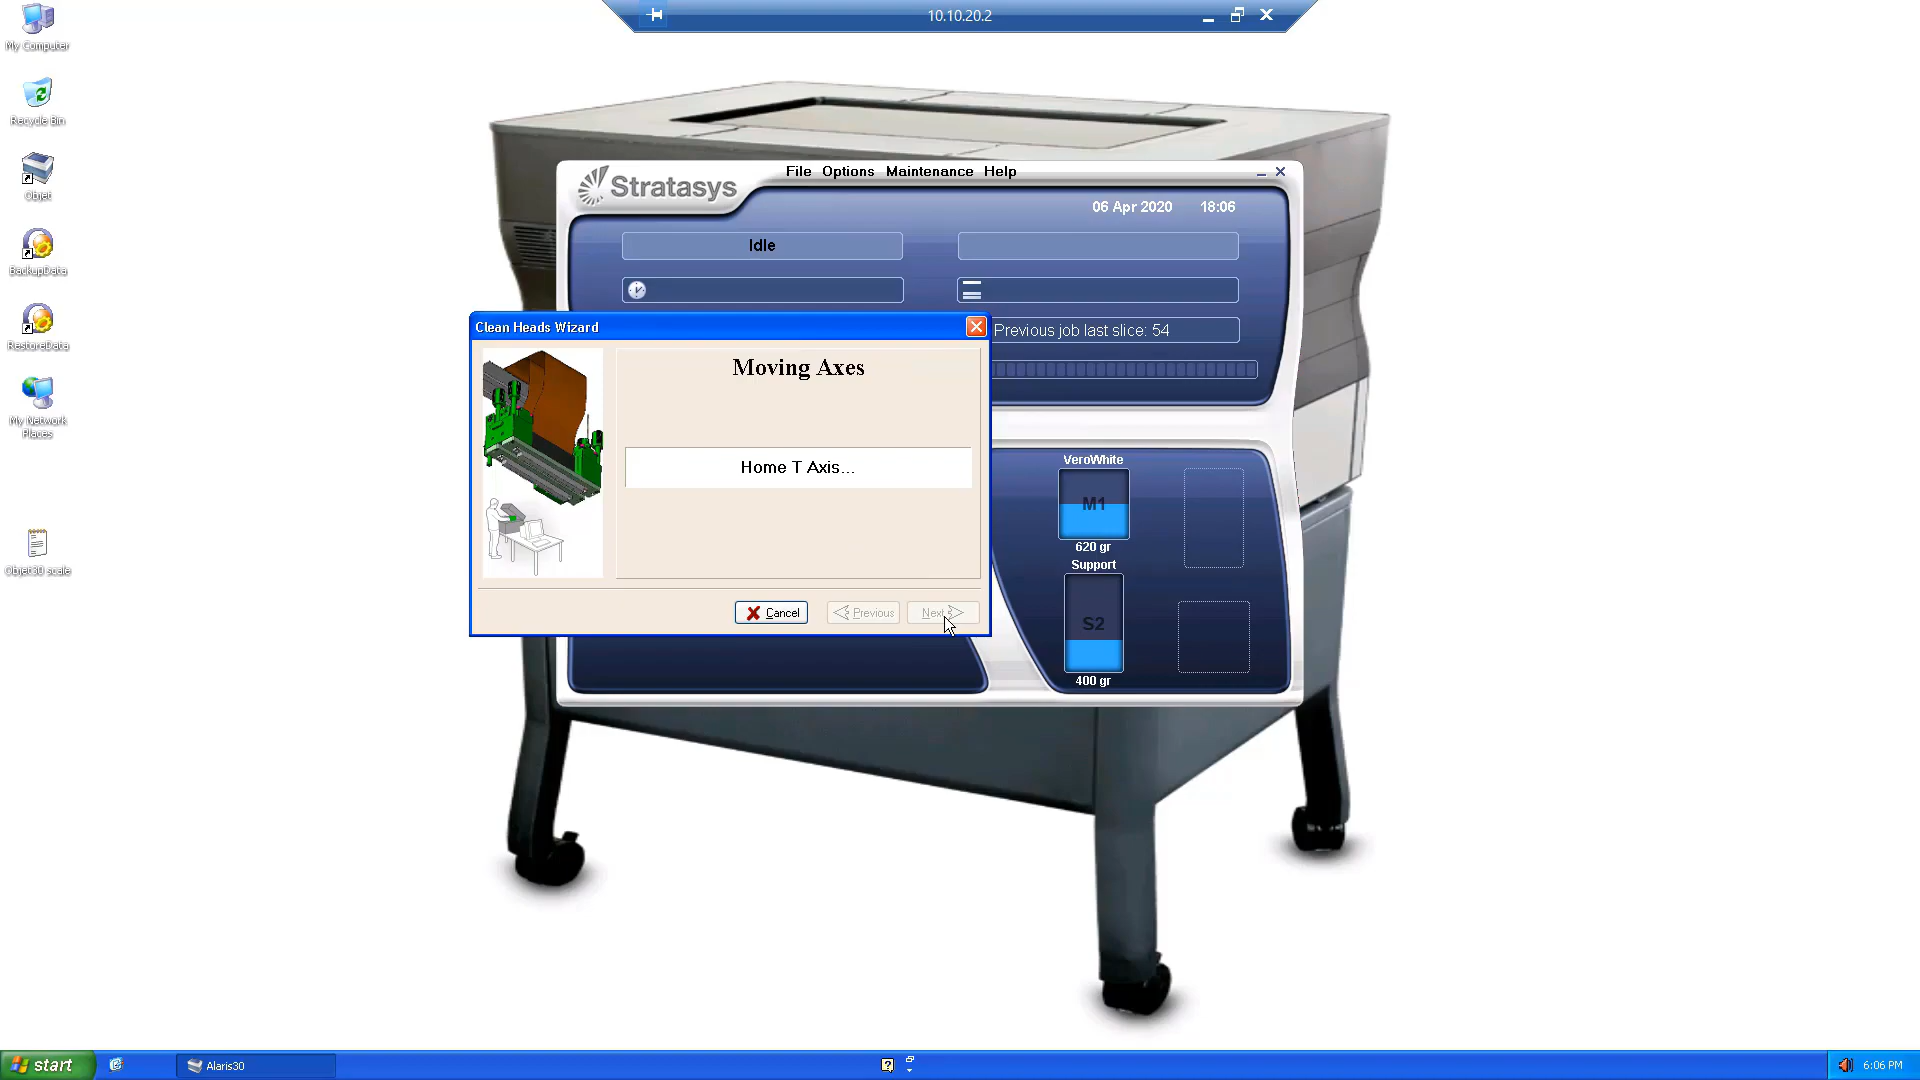 10.10.20.2
My Computer
Recycle Bin
Objet
BackupData
RestoreData
My Network
Places
Objet30 scale
Stratasys
File Options Maintenance Help
06 Apr 2020 18:06
Idle
Previous job last slice: 54
Clean Heads Wizard
Moving Axes
Home T Axis...
Cancel
Previous
Next
VeroWhite
M1
620 gr
Support
S2
400 gr
start
Alaris30
6:06 PM